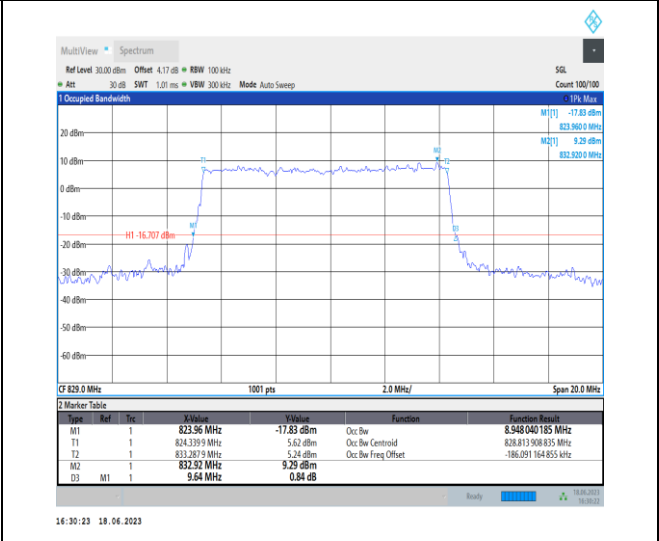 MultiView Spectrum
Ref Level 30.00 dBm Offset 4.17 dB RBW 100 kHz SGL
Att 30 dB SWT 1.01 ms VBW 300 kHz Mode Auto Sweep Count 100/100
1 Occupied Bandwidth 1Pk Max
M1[1] -17.83 dBm
823.9600 MHz
M2[1] 9.29 dBm
832.9200 MHz
20 dBm
M2
T1 T2
10 dBm
0 dBm
-10 dBm
M1 D3
H1 -16.707 dBm
-20 dBm
-30 dBm
-40 dBm
-50 dBm
-60 dBm
CF 829.0 MHz 1001 pts 2.0 MHz/ Span 20.0 MHz
2 Marker Table
Type Ref Trc X-Value Y-Value Function Function Result
M1 1 823.96 MHz -17.83 dBm Occ Bw 8.948 040 185 MHz
T1 1 824.339 9 MHz 5.62 dBm Occ Bw Centroid 828.813 908 835 MHz
T2 1 833.287 9 MHz 5.24 dBm Occ Bw Freq Offset -186.091 164 855 kHz
M2 1 832.92 MHz 9.29 dBm
D3 M1 1 9.64 MHz 0.84 dB
Ready 18.06.2023
16:30:22
16:30:23 18.06.2023